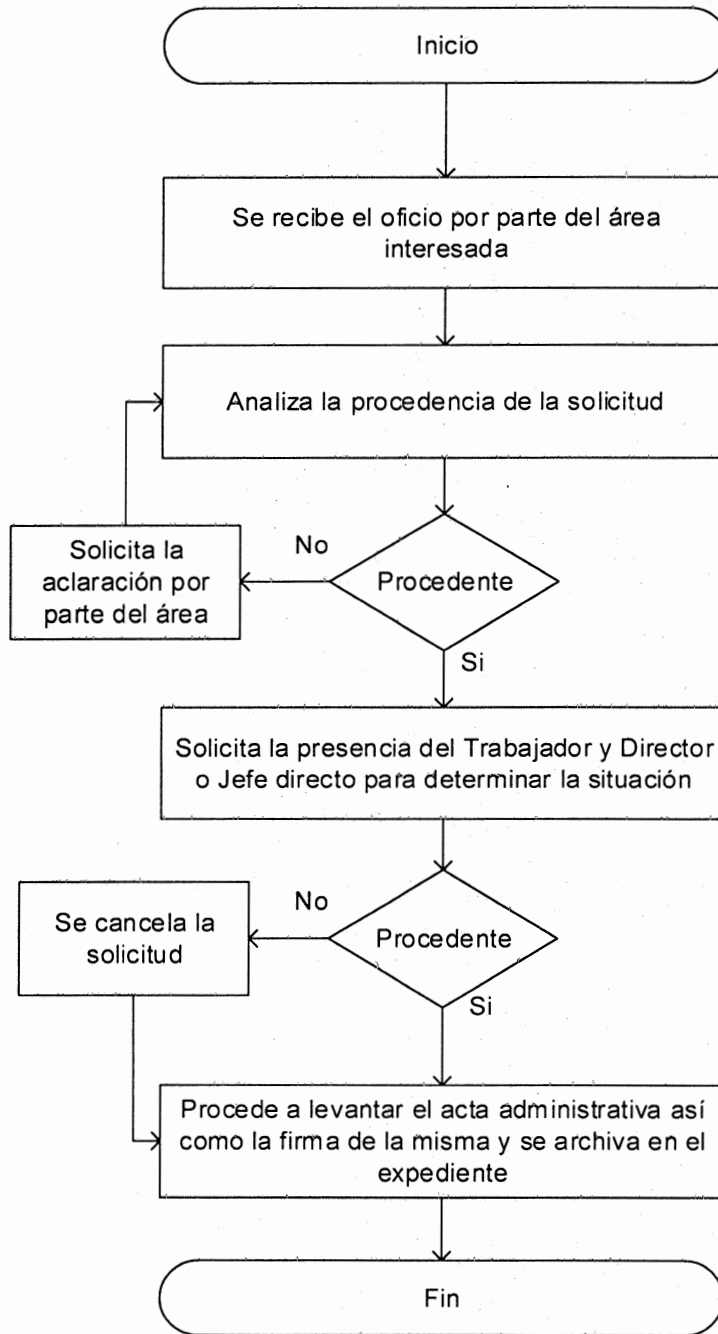 Inicio
Se recibe el oficio por parte del área
interesada
Analiza la procedencia de la solicitud
No
Solicita la
aclaración por
parte del área
Procedente
Si
Solicita la presencia del Trabajador y Director
o Jefe directo para determinar la situación
No
Se cancela la
solicitud
Procedente
Si
Procede a levantar el acta administrativa así
como la firma de la misma y se archiva en el
expediente
Fin